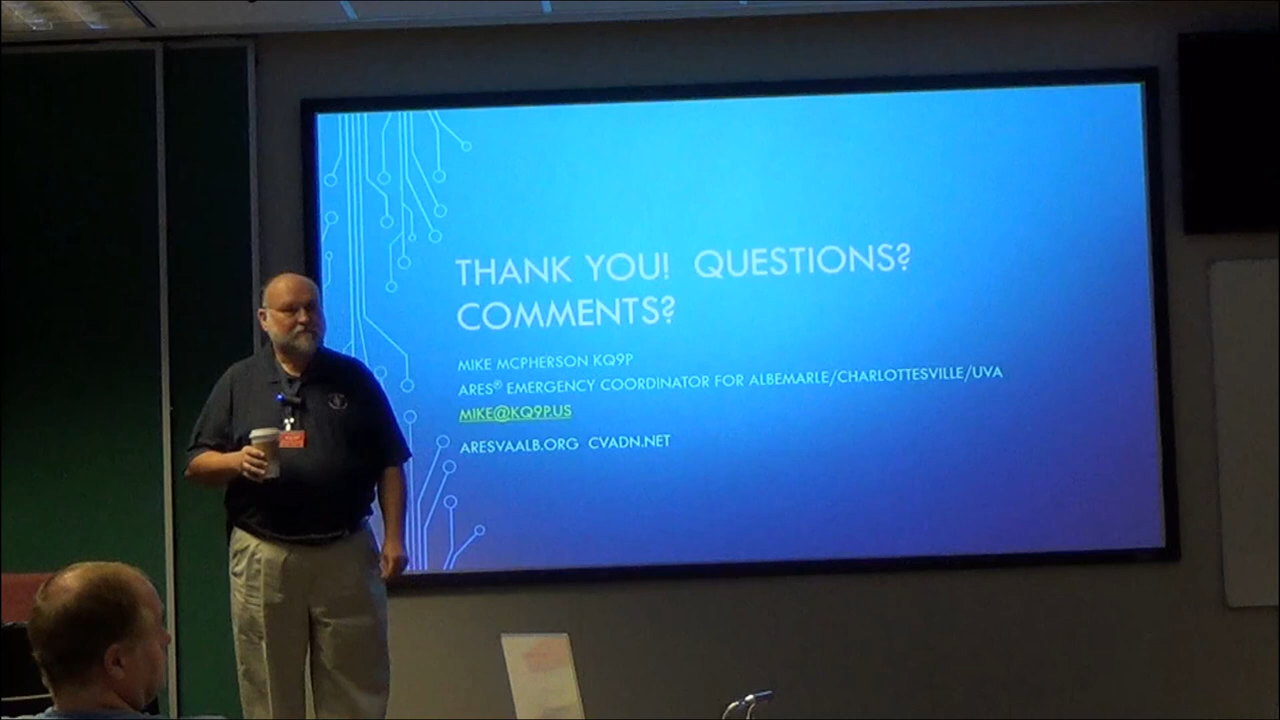 THANK YOU!  QUESTIONS?
COMMENTS?
MIKE MCPHERSON KQ9P
ARES® EMERGENCY COORDINATOR FOR ALBEMARLE/CHARLOTTESVILLE/UVA
MIKE@KQ9P.US
ARESVAALB.ORG  CVADN.NET